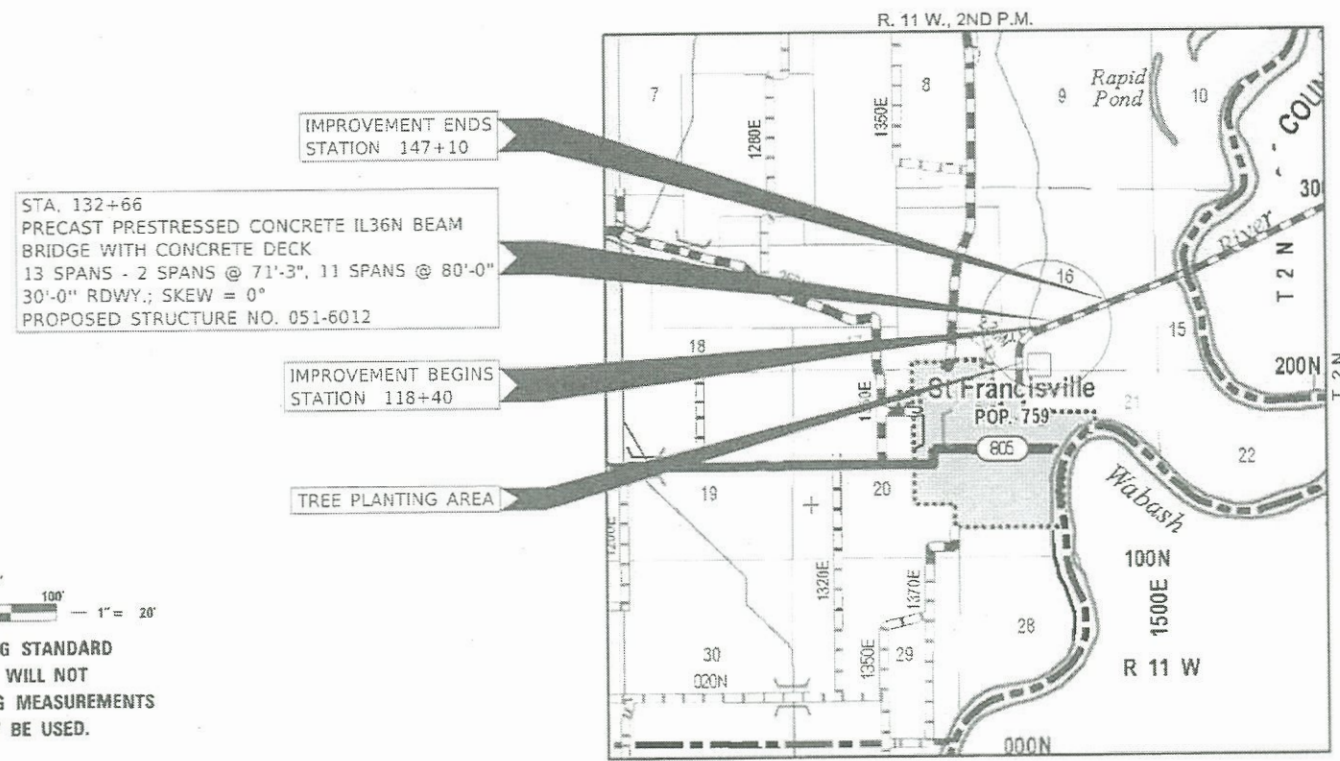 R. 11 W., 2ND P.M.
IMPROVEMENT ENDS
STATION 147+10
STA. 132+66
PRECAST PRESTRESSED CONCRETE IL36N BEAM
BRIDGE WITH CONCRETE DECK
13 SPANS - 2 SPANS @ 71'-3", 11 SPANS @ 80'-0"
30'-0" RDWY.; SKEW = 0°
PROPOSED STRUCTURE NO. 051-6012
IMPROVEMENT BEGINS
STATION 118+40
TREE PLANTING AREA
100'
1" = 20'
G STANDARD
WILL NOT
G MEASUREMENTS
BE USED.
7
8
9
10
Rapid
Pond
1280E
1350E
COUN
30
River
T 2 N
16
15
18
200N
T 2 N
St Francisville
POP. 759
21
805
22
19
20
Wabash
1200E
1320E
1370E
100N
1500E
R 11 W
28
29
30
1350E
020N
000N